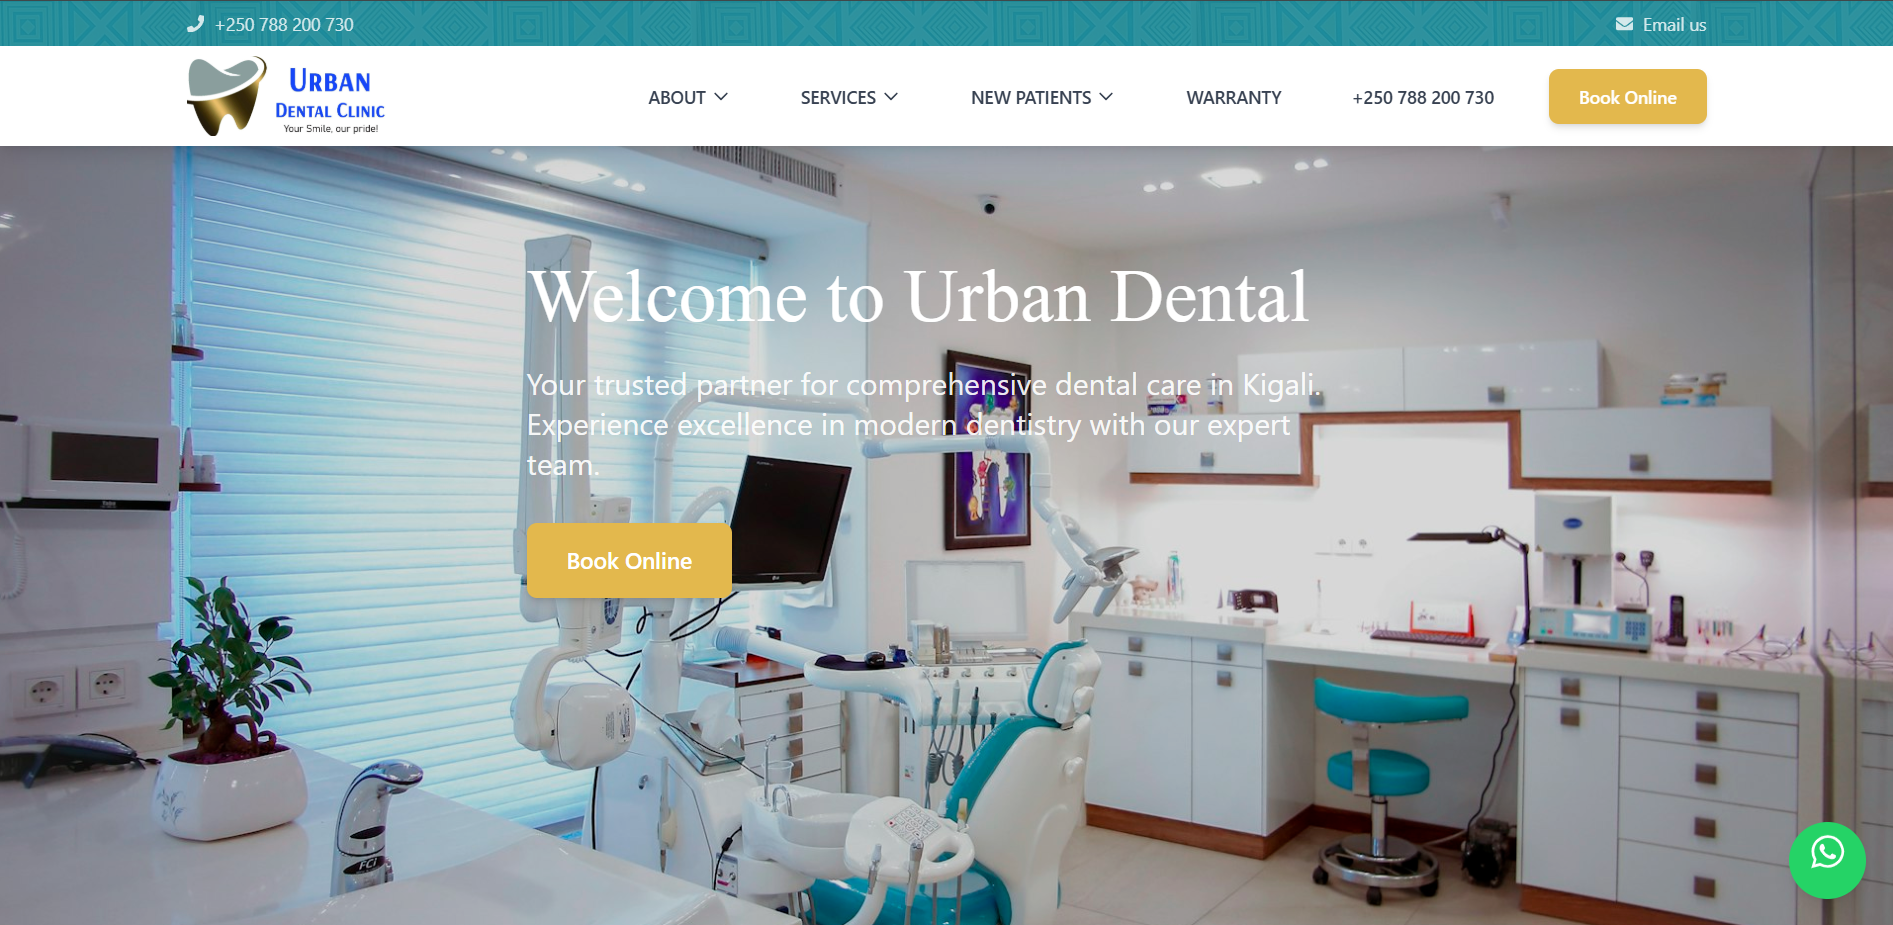 +250 788 200 730
Email us
URBAN
DENTAL CLINIC
Your Smile, our pride!
ABOUT
SERVICES
NEW PATIENTS
WARRANTY
+250 788 200 730
Book Online
Welcome to Urban Dental
Your trusted partner for comprehensive dental care in Kigali.
Experience excellence in modern dentistry with our expert
team.
Book Online
FCI